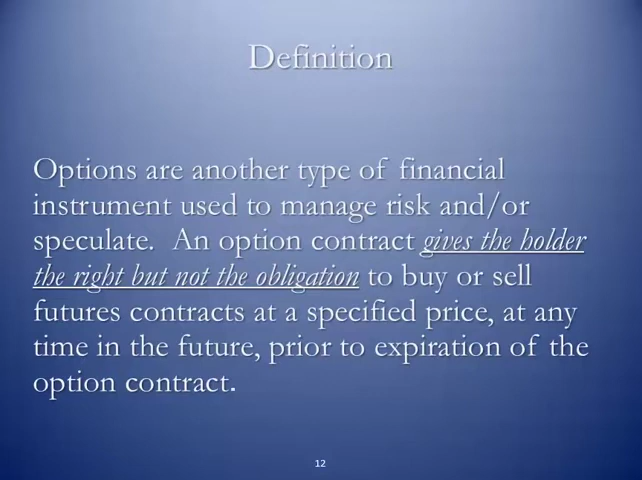 Definition
Options are another type of financial
instrument used to manage risk and/or
speculate.  An option contract gives the holder
the right but not the obligation to buy or sell
futures contracts at a specified price, at any
time in the future, prior to expiration of the
option contract.
12